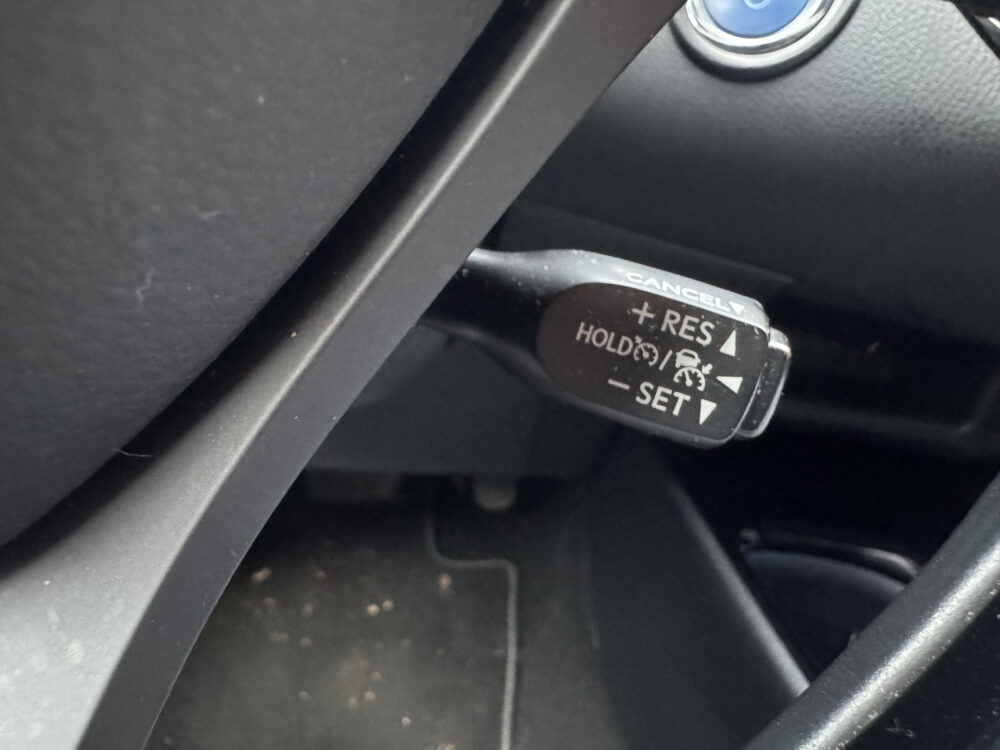 CANCEL▼
+ RES ▲
HOLD / ◀
− SET ▼